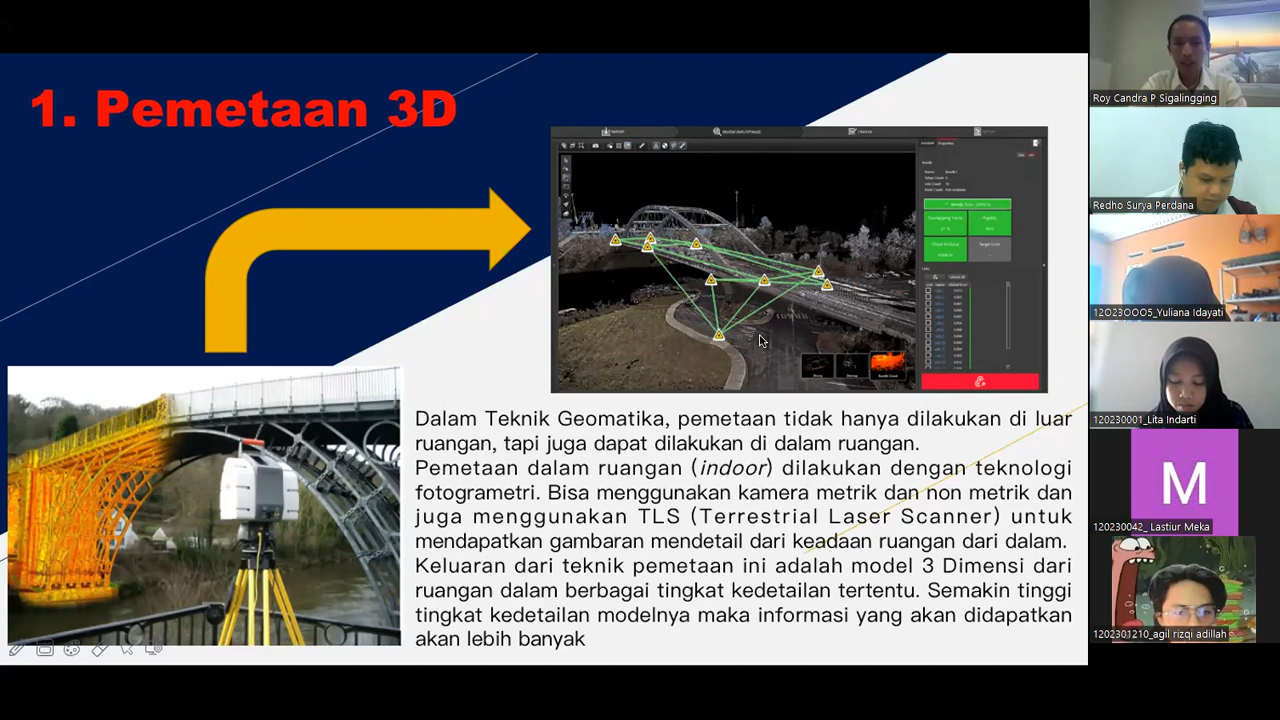 1. Pemetaan 3D
Dalam Teknik Geomatika, pemetaan tidak hanya dilakukan di luar
ruangan, tapi juga dapat dilakukan di dalam ruangan.
Pemetaan dalam ruangan (indoor) dilakukan dengan teknologi
fotogrametri. Bisa menggunakan kamera metrik dan non metrik dan
juga menggunakan TLS (Terrestrial Laser Scanner) untuk
mendapatkan gambaran mendetail dari keadaan ruangan dari dalam.
Keluaran dari teknik pemetaan ini adalah model 3 Dimensi dari
ruangan dalam berbagai tingkat kedetailan tertentu. Semakin tinggi
tingkat kedetailan modelnya maka informasi yang akan didapatkan
akan lebih banyak
Roy Candra P Sigalingging
Redho Surya Perdana
12O23OOO5_Yuliana Idayati
120230001_Lita Indarti
M
120230042_ Lastiur Meka
1202301210_agil rizqi adillah